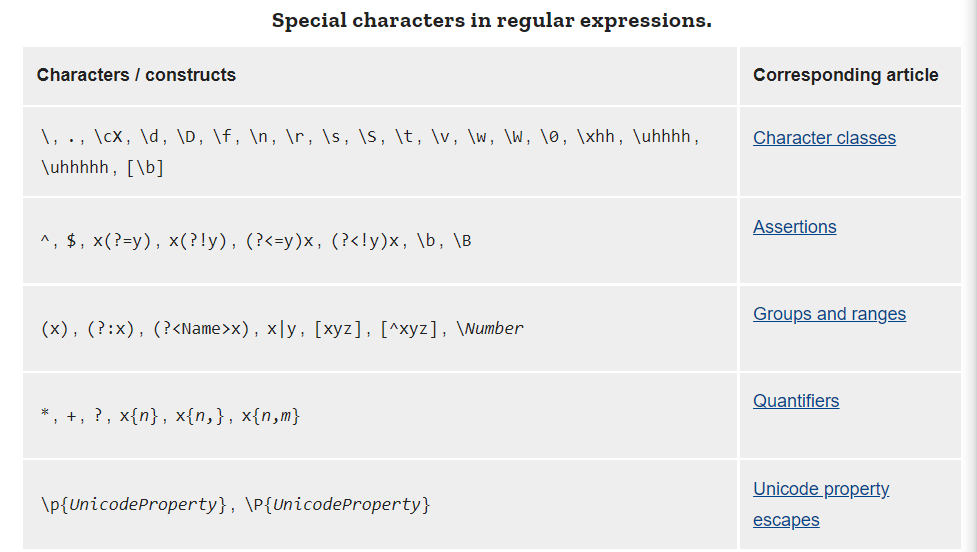 Special characters in regular expressions.
Characters / constructs
Corresponding article
\, ., \cX, \d, \D, \f, \n, \r, \s, \S, \t, \v, \w, \W, \0, \xhh, \uhhhh,
\uhhhhh, [\b]
Character classes
^, $, x(?=y), x(?!y), (?<=y)x, (?<!y)x, \b, \B
Assertions
(x), (?:x), (?<Name>x), x|y, [xyz], [^xyz], \Number
Groups and ranges
*, +, ?, x{n}, x{n,}, x{n,m}
Quantifiers
\p{UnicodeProperty}, \P{UnicodeProperty}
Unicode property
escapes